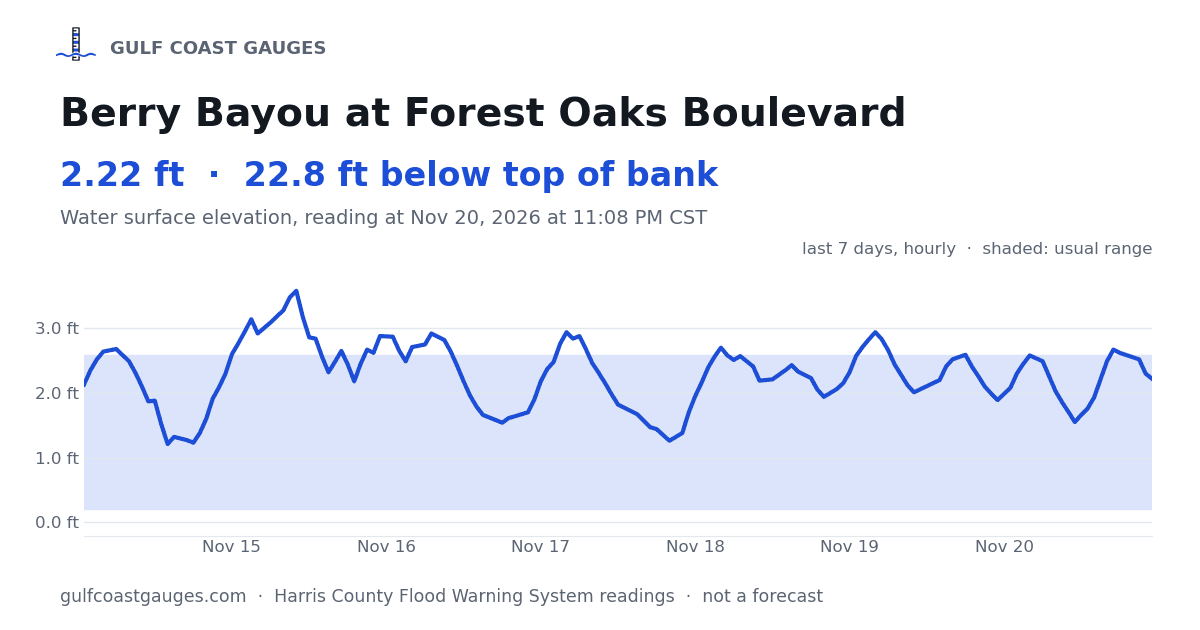 GULF COAST GAUGES
Berry Bayou at Forest Oaks Boulevard
2.22 ft · 22.8 ft below top of bank
Water surface elevation, reading at Nov 20, 2026 at 11:08 PM CST
last 7 days, hourly · shaded: usual range
3.0 ft
2.0 ft
1.0 ft
0.0 ft
Nov 15 Nov 16 Nov 17 Nov 18 Nov 19 Nov 20
gulfcoastgauges.com · Harris County Flood Warning System readings · not a forecast